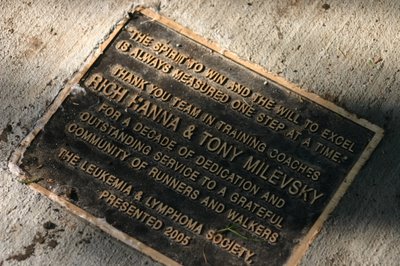 "THE SPIRIT TO WIN AND THE WILL TO EXCEL
IS ALWAYS MEASURED ONE STEP AT A TIME."
THANK YOU TEAM IN TRAINING COACHES
RICH HANNA & TONY MILEVSKY
FOR A DECADE OF DEDICATION AND
OUTSTANDING SERVICE TO A GRATEFUL
COMMUNITY OF RUNNERS AND WALKERS
THE LEUKEMIA & LYMPHOMA SOCIETY.
PRESENTED 2005